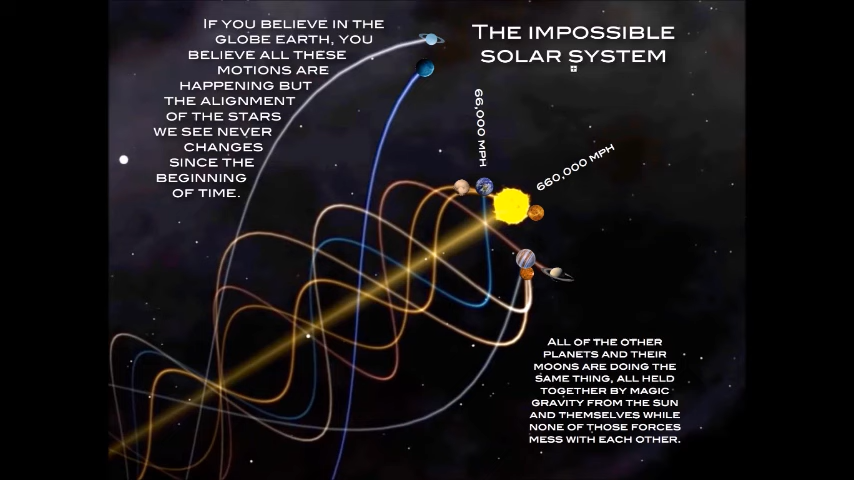 IF YOU BELIEVE IN THE
GLOBE EARTH, YOU
BELIEVE ALL THESE
MOTIONS ARE
HAPPENING BUT
THE ALIGNMENT
OF THE STARS
WE SEE NEVER
CHANGES
SINCE THE
BEGINNING
OF TIME.
THE IMPOSSIBLE
SOLAR SYSTEM
66,000 MPH
660,000 MPH
ALL OF THE OTHER
PLANETS AND THEIR
MOONS ARE DOING THE
SAME THING, ALL HELD
TOGETHER BY MAGIC
GRAVITY FROM THE SUN
AND THEMSELVES WHILE
NONE OF THOSE FORCES
MESS WITH EACH OTHER.